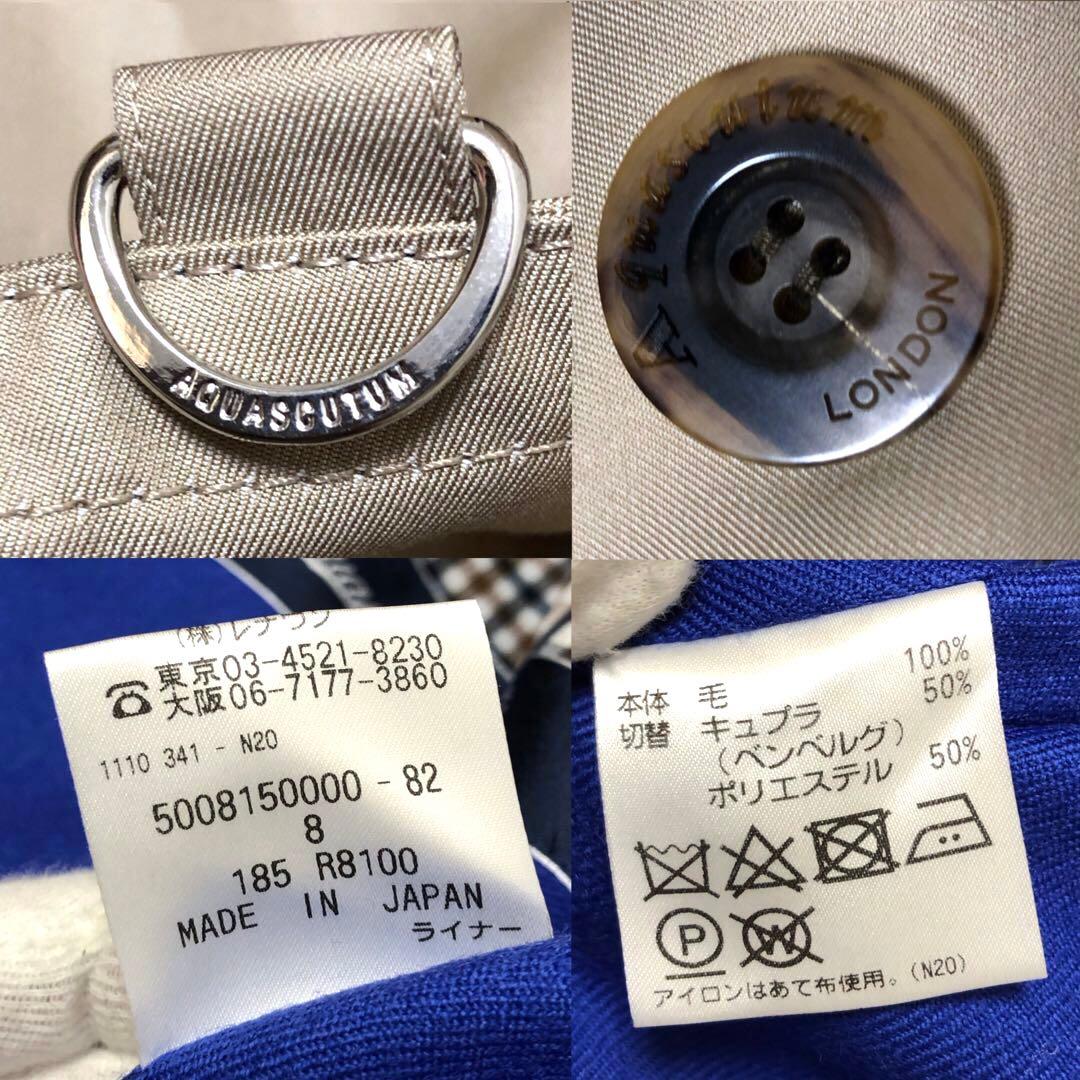 AQUASCUTUM
Aquascutum
LONDON
(株)レナウン
東京03-4521-8230
大阪06-7177-3860
1110 341 - N20
5008150000 - 82
8
185 R8100
MADE IN JAPAN
ライナー
本体 毛 100%
切替 キュプラ 50%
(ベンベルグ)
ポリエステル 50%
P
W
アイロンはあて布使用。(N20)